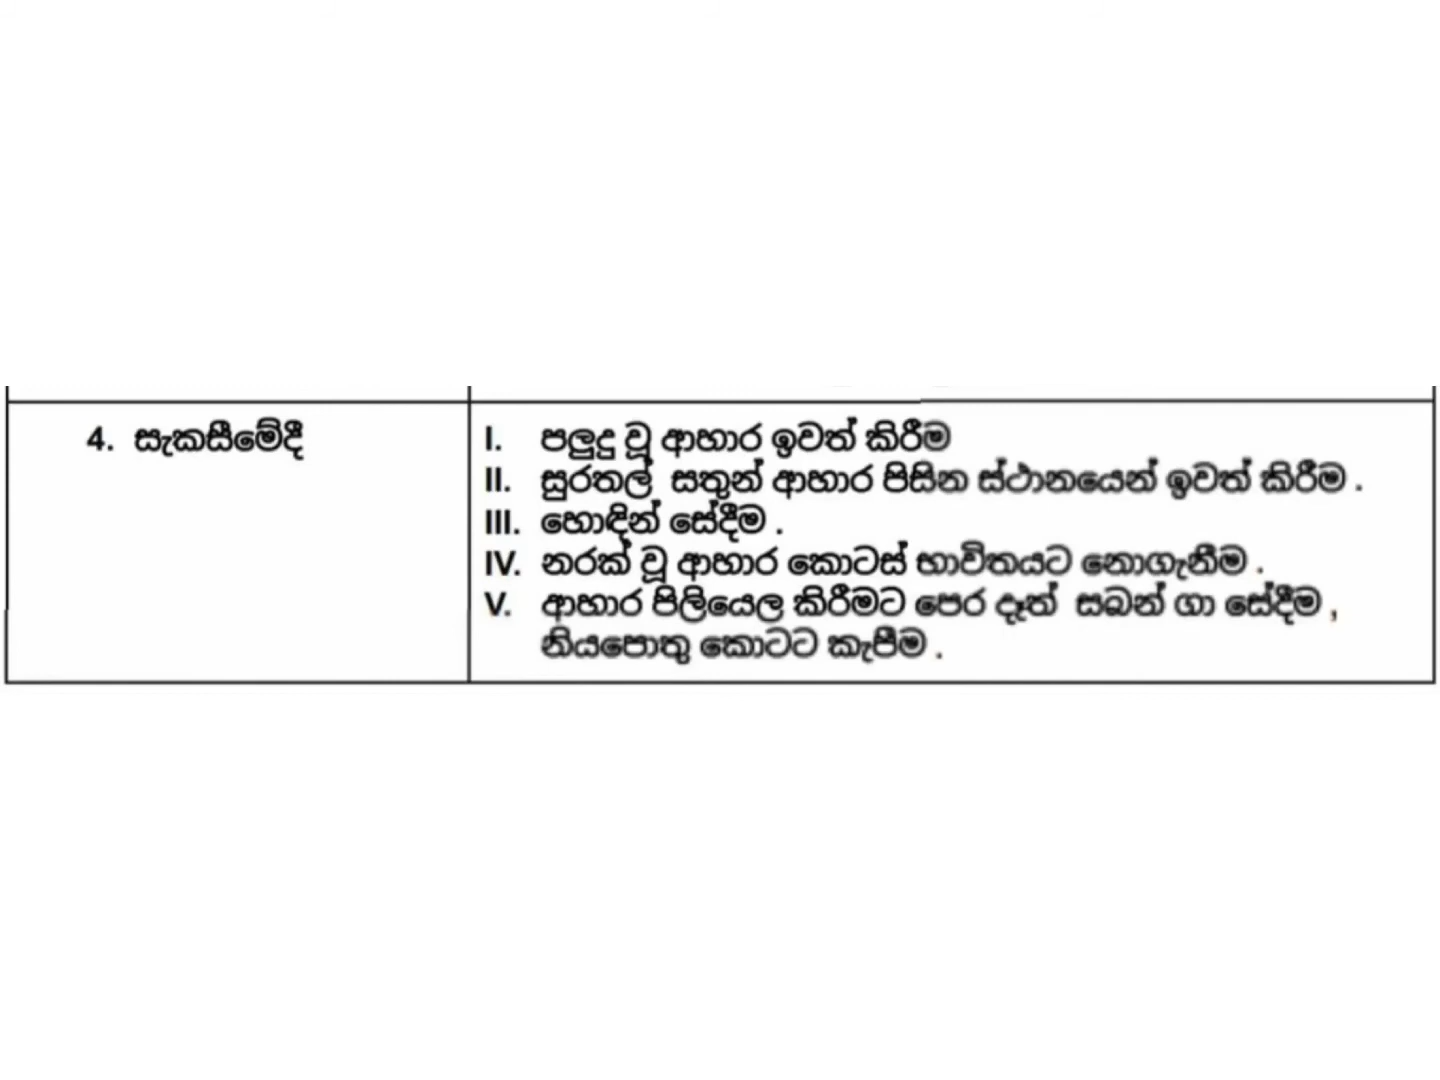 4. සැකසීමේදී
I. පලුදු වූ ආහාර ඉවත් කිරීම
II. සුරතල් සතුන් ආහාර පිසින ස්ථානයෙන් ඉවත් කිරීම .
III. හොඳින් සේදීම .
IV. නරක් වූ ආහාර කොටස් භාවිතයට නොගැනීම .
V. ආහාර පිලියෙල කිරීමට පෙර දෑත් සබන් ගා සේදීම ,
නියපොතු කොටට කැපීම .